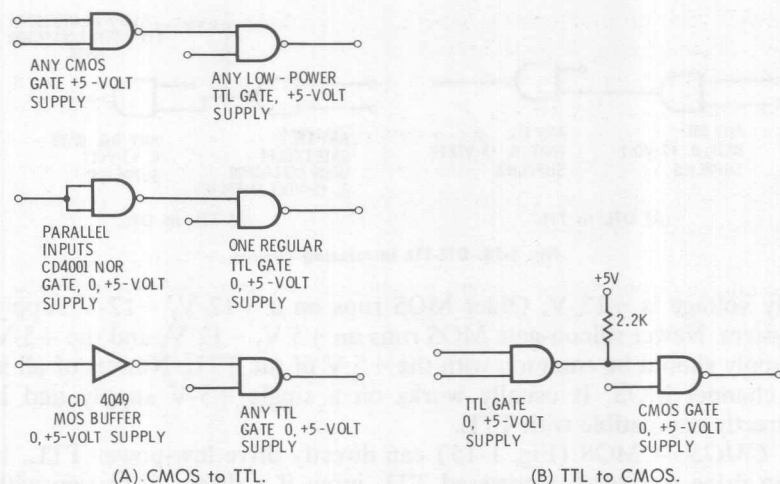 ANY CMOS
GATE +5 -VOLT
SUPPLY
ANY LOW - POWER
TTL GATE, +5-VOLT
SUPPLY
PARALLEL
INPUTS
CD4001 NOR
GATE, 0, +5-VOLT
SUPPLY
ONE REGULAR
TTL GATE
0, +5-VOLT
SUPPLY
CD 4049
MOS BUFFER
0, +5-VOLT SUPPLY
ANY TTL
GATE 0, +5-VOLT
SUPPLY
(A) CMOS to TTL.
+5V
2.2K
TTL GATE
0, +5-VOLT
SUPPLY
CMOS GATE
0, +5-VOLT
SUPPLY
(B) TTL to CMOS.